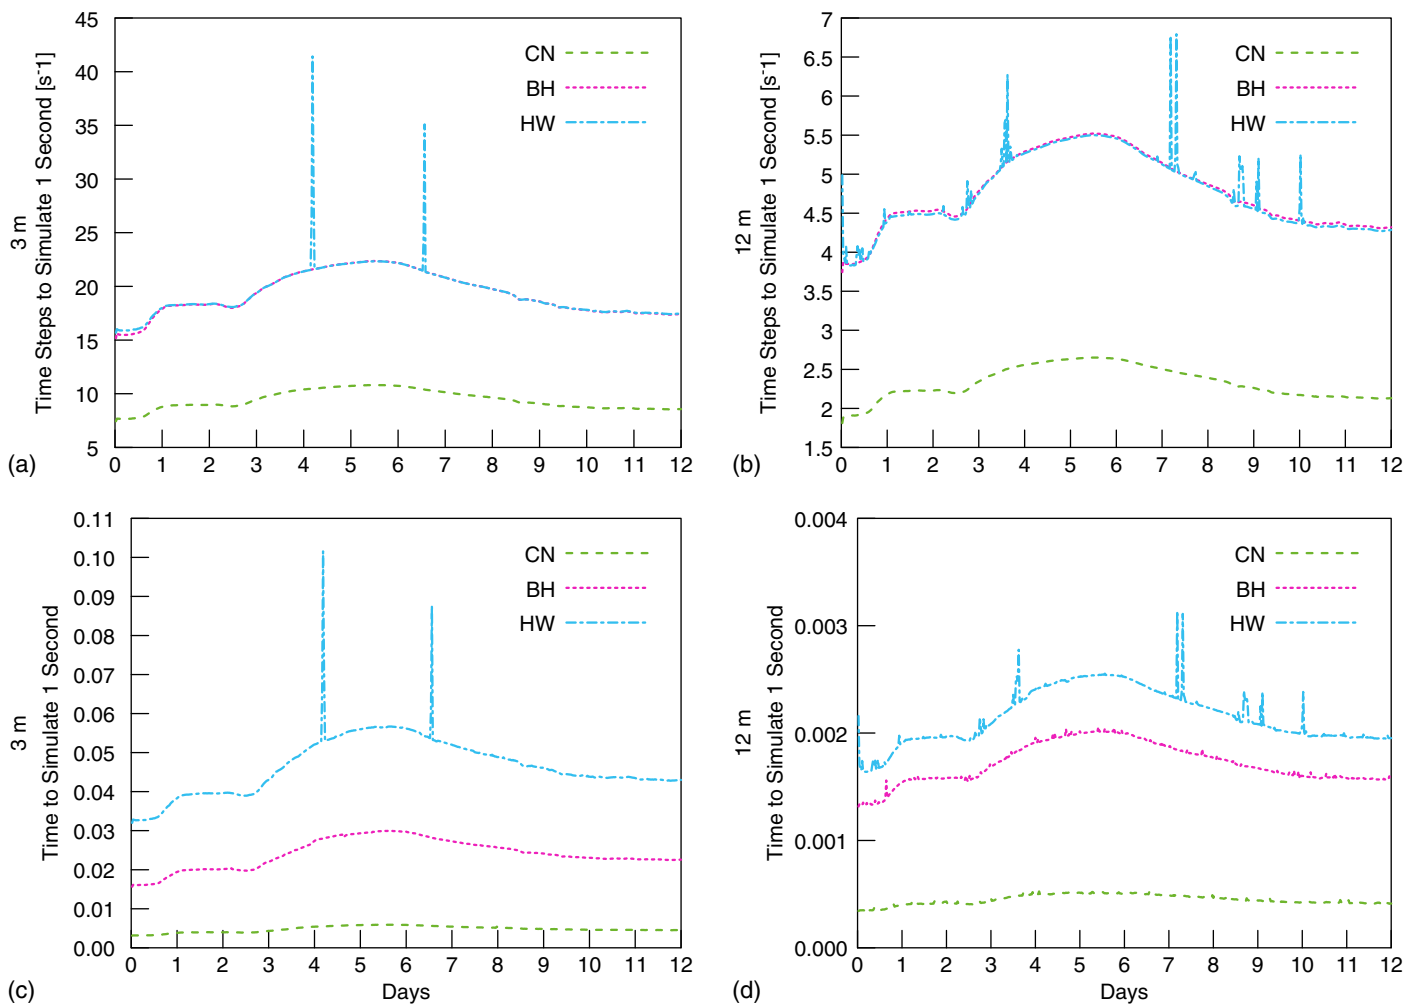 3 m
Time Steps to Simulate 1 Second [s-1]
45
40
35
30
25
20
15
10
5
CN
BH
HW
0 1 2 3 4 5 6 7 8 9 10 11 12
(a)
12 m
Time Steps to Simulate 1 Second [s-1]
7
6.5
6
5.5
5
4.5
4
3.5
3
2.5
2
1.5
CN
BH
HW
0 1 2 3 4 5 6 7 8 9 10 11 12
(b)
3 m
Time to Simulate 1 Second
0.11
0.10
0.09
0.08
0.07
0.06
0.05
0.04
0.03
0.02
0.01
0.00
CN
BH
HW
0 1 2 3 4 5 6 7 8 9 10 11 12
Days
(c)
12 m
Time to Simulate 1 Second
0.004
0.003
0.002
0.001
0.000
CN
BH
HW
0 1 2 3 4 5 6 7 8 9 10 11 12
Days
(d)